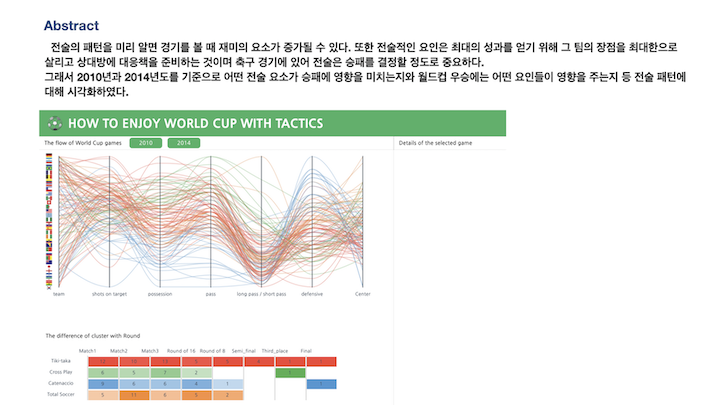 Abstract
전술의 패턴을 미리 알면 경기를 볼 때 재미의 요소가 증가될 수 있다. 또한 전술적인 요인은 최대의 성과를 얻기 위해 그 팀의 장점을 최대한으로
살리고 상대방에 대응책을 준비하는 것이며 축구 경기에 있어 전술은 승패를 결정할 정도로 중요하다.
그래서 2010년과 2014년도를 기준으로 어떤 전술 요소가 승패에 영향을 미치는지와 월드컵 우승에는 어떤 요인들이 영향을 주는지 등 전술 패턴에
대해 시각화하였다.
HOW TO ENJOY WORLD CUP WITH TACTICS
The flow of World Cup games 2010 2014 Details of the selected game
team shots on target possession pass long pass / short pass defensive Center
The difference of cluster with Round
Match1 Match2 Match3 Round of 16 Round of 8 Semi_final Third_place Final
Tiki-taka
Cross Play 6 5 7 2
Catenaccio 9 6 6 4 1 1
Total Soccer 5 11 6 5 2